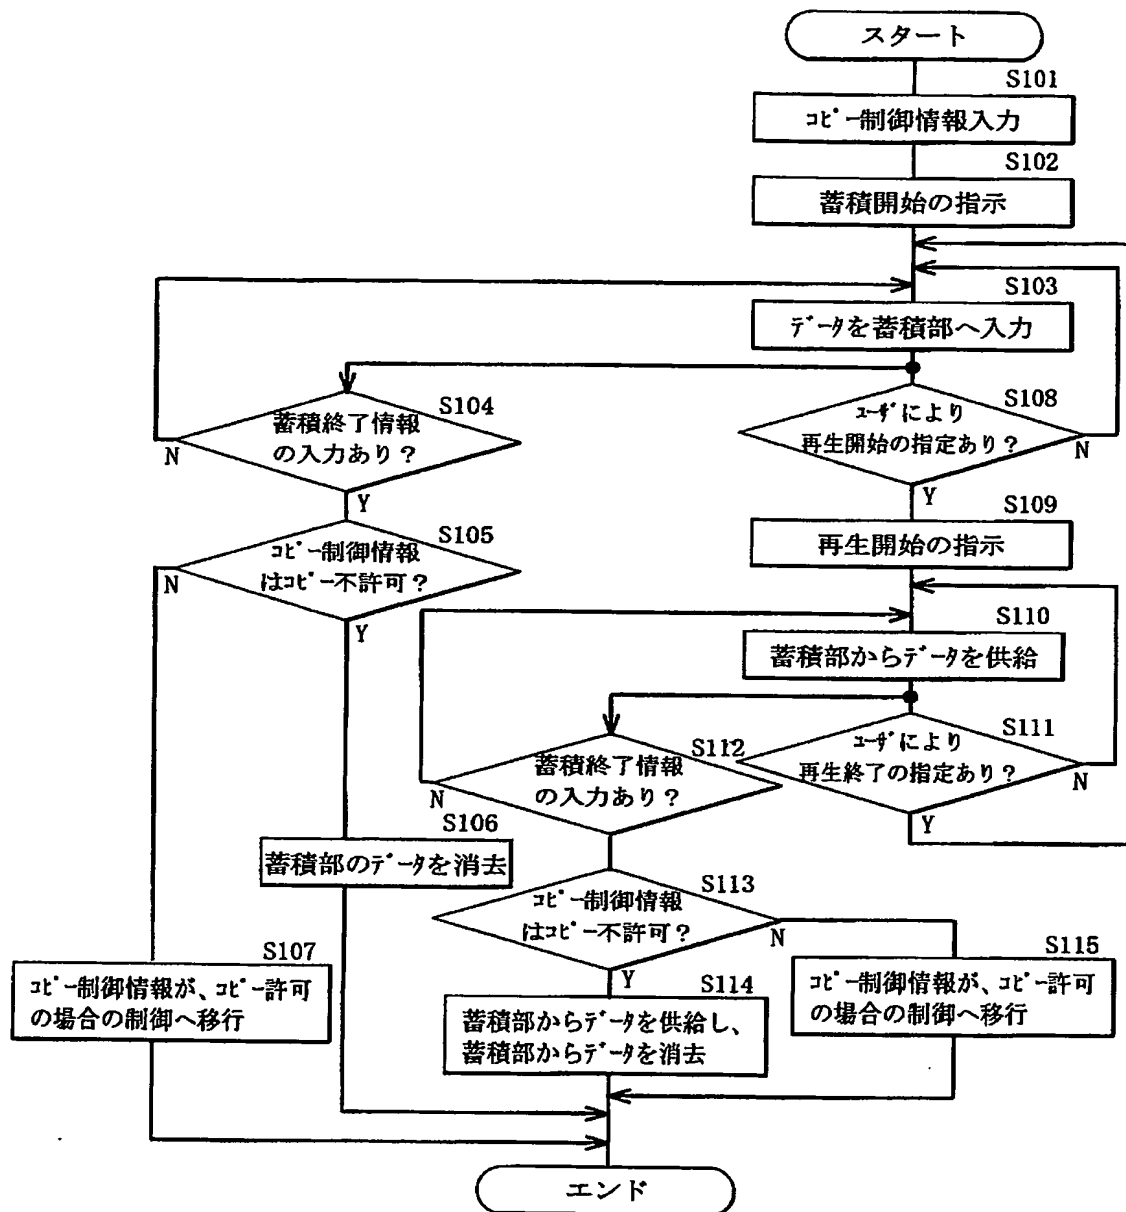 スタート
S101
コピー制御情報入力
S102
蓄積開始の指示
S103
データを蓄積部へ入力
S104
蓄積終了情報
の入力あり?
N
Y
S108
ユーザにより
再生開始の指定あり?
N
Y
S105
コピー制御情報
はコピー不許可?
N
Y
S109
再生開始の指示
S110
蓄積部からデータを供給
S111
ユーザにより
再生終了の指定あり?
N
Y
S112
蓄積終了情報
の入力あり?
N
S106
蓄積部のデータを消去
S113
コピー制御情報
はコピー不許可?
N
Y
S107
コピー制御情報が、コピー許可
の場合の制御へ移行
S114
蓄積部からデータを供給し、
蓄積部からデータを消去
S115
コピー制御情報が、コピー許可
の場合の制御へ移行
エンド